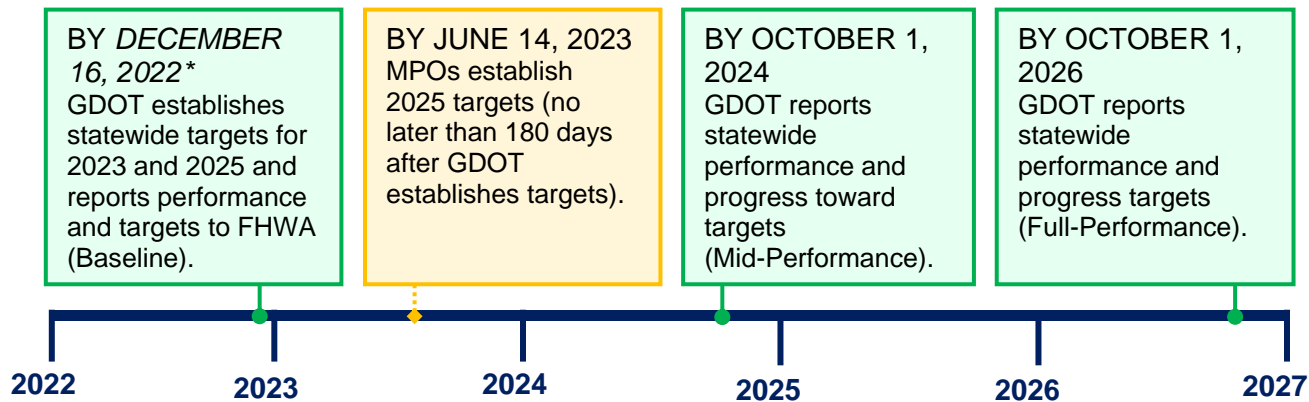 BY DECEMBER
16, 2022*
GDOT establishes
statewide targets for
2023 and 2025 and
reports performance
and targets to FHWA
(Baseline).
BY JUNE 14, 2023
MPOs establish
2025 targets (no
later than 180 days
after GDOT
establishes targets).
BY OCTOBER 1,
2024
GDOT reports
statewide
performance and
progress toward
targets
(Mid-Performance).
BY OCTOBER 1,
2026
GDOT reports
statewide
performance and
progress targets
(Full-Performance).
2022
2023
2024
2025
2026
2027